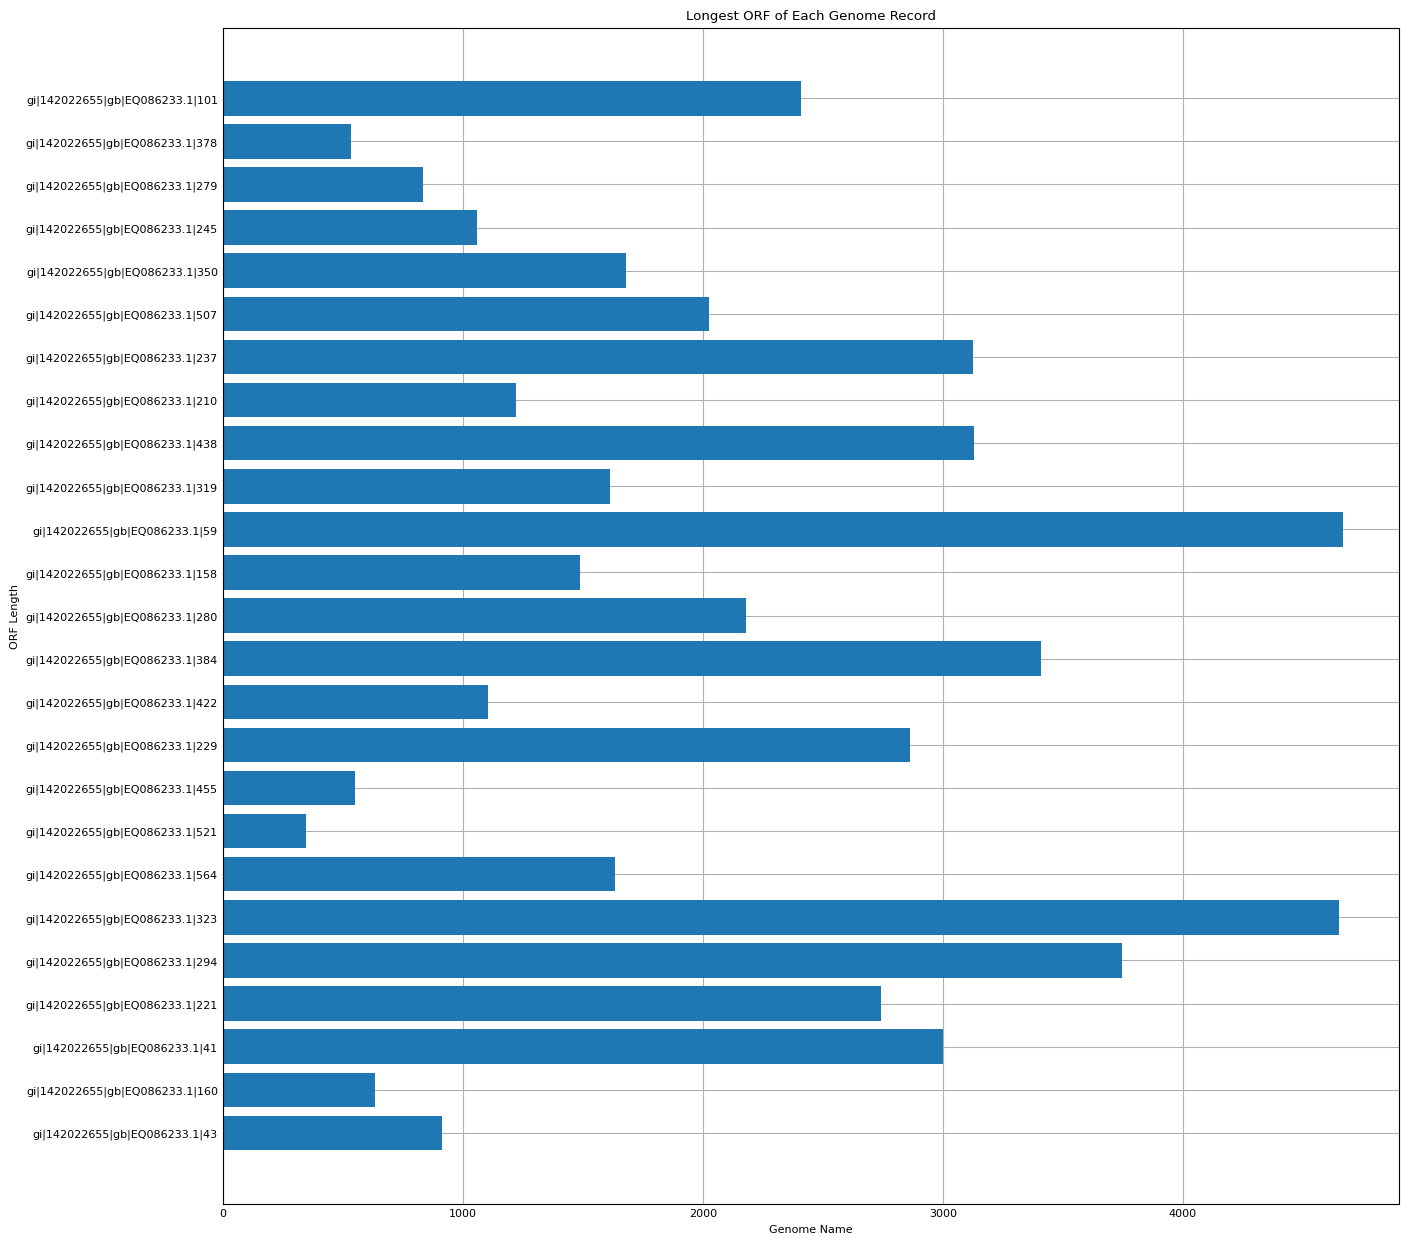 Longest ORF of Each Genome Record
gi|142022655|gb|EQ086233.1|101
gi|142022655|gb|EQ086233.1|378
gi|142022655|gb|EQ086233.1|279
gi|142022655|gb|EQ086233.1|245
gi|142022655|gb|EQ086233.1|350
gi|142022655|gb|EQ086233.1|507
gi|142022655|gb|EQ086233.1|237
gi|142022655|gb|EQ086233.1|210
gi|142022655|gb|EQ086233.1|438
gi|142022655|gb|EQ086233.1|319
gi|142022655|gb|EQ086233.1|59
gi|142022655|gb|EQ086233.1|158
gi|142022655|gb|EQ086233.1|280
gi|142022655|gb|EQ086233.1|384
gi|142022655|gb|EQ086233.1|422
gi|142022655|gb|EQ086233.1|229
gi|142022655|gb|EQ086233.1|455
gi|142022655|gb|EQ086233.1|521
gi|142022655|gb|EQ086233.1|564
gi|142022655|gb|EQ086233.1|323
gi|142022655|gb|EQ086233.1|294
gi|142022655|gb|EQ086233.1|221
gi|142022655|gb|EQ086233.1|41
gi|142022655|gb|EQ086233.1|160
gi|142022655|gb|EQ086233.1|43
ORF Length
0 1000 2000 3000 4000
Genome Name